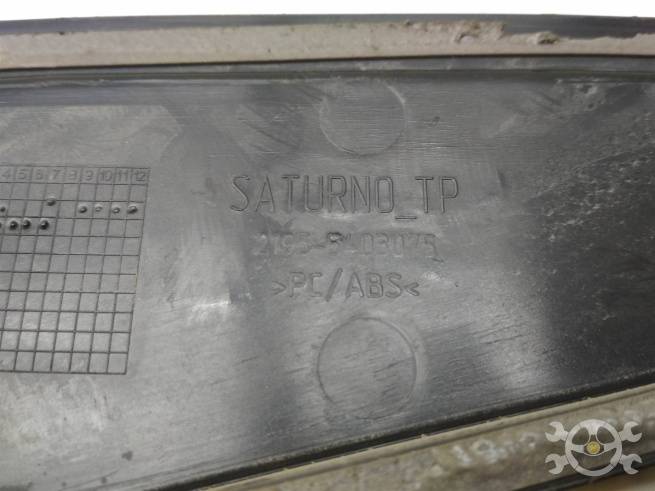 4 5 6 7 8 9 10 11 12
SATURNO_TP
>PC/ABS<